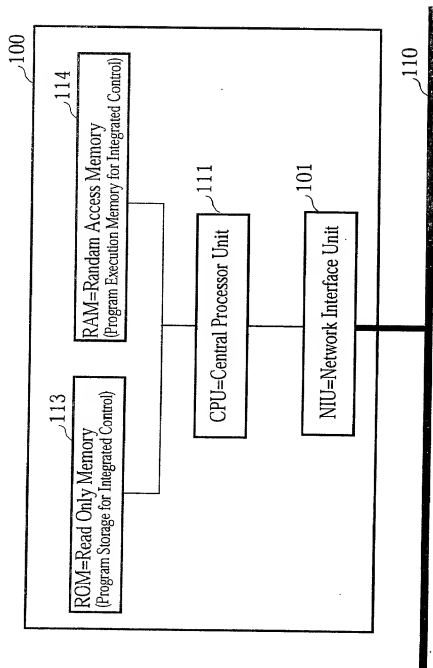 100
113
ROM=Read Only Memory
(Program Storage for Integrated Control)
114
RAM=Randam Access Memory
(Program Execution Memory for Integrated Control)
111
CPU=Central Processor Unit
101
NIU=Network Interface Unit
110